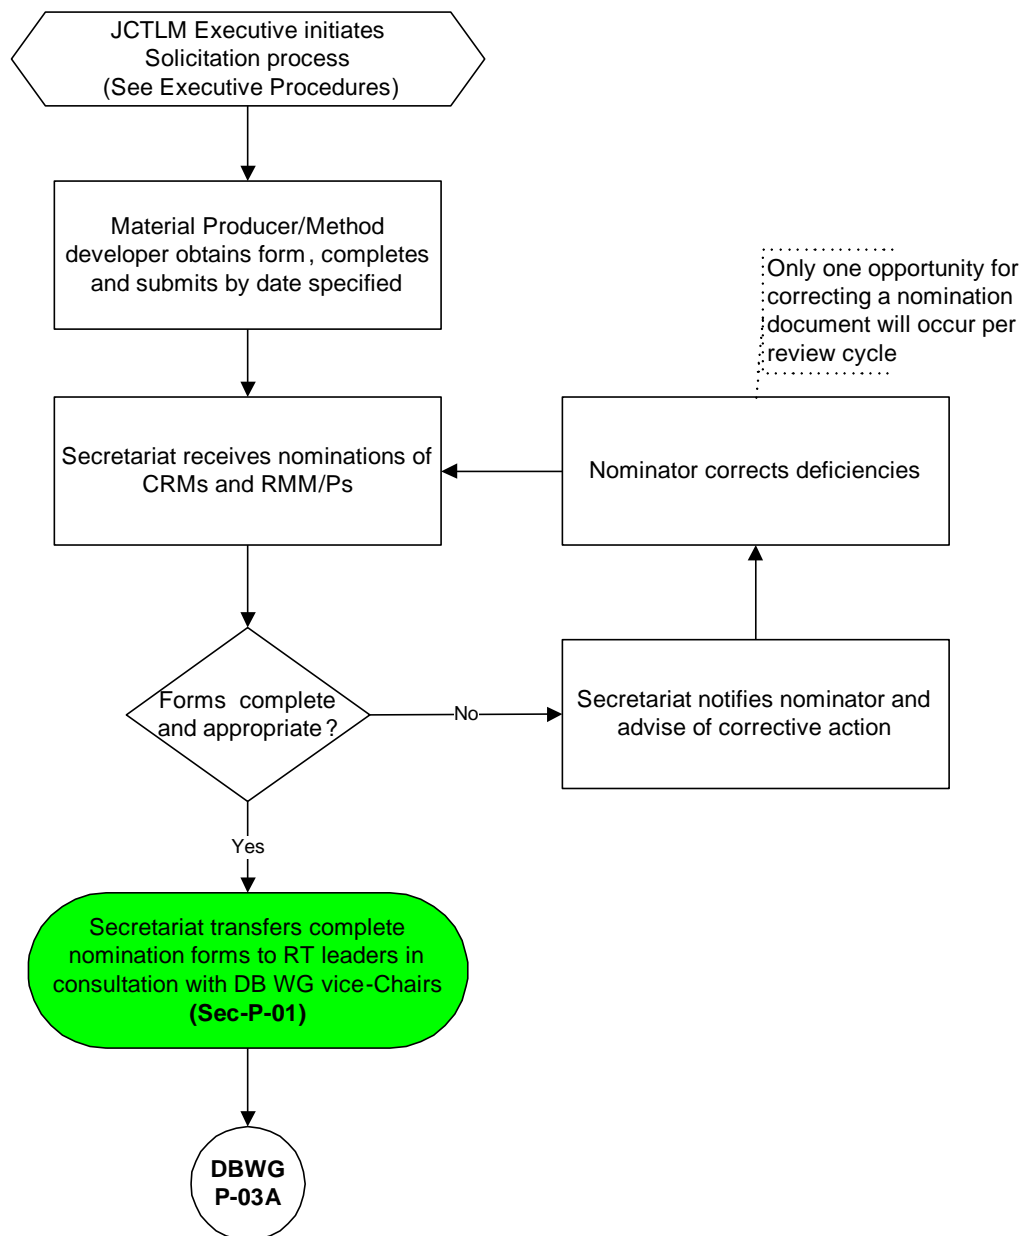 JCTLM Executive initiates
Solicitation process
(See Executive Procedures)
Material Producer/Method
developer obtains form, completes
and submits by date specified
Only one opportunity for
correcting a nomination
document will occur per
review cycle
Secretariat receives nominations of
CRMs and RMM/Ps
Nominator corrects deficiencies
Forms complete
and appropriate?
No
Secretariat notifies nominator and
advise of corrective action
Yes
Secretariat transfers complete
nomination forms to RT leaders in
consultation with DB WG vice-Chairs
(Sec-P-01)
DBWG
P-03A